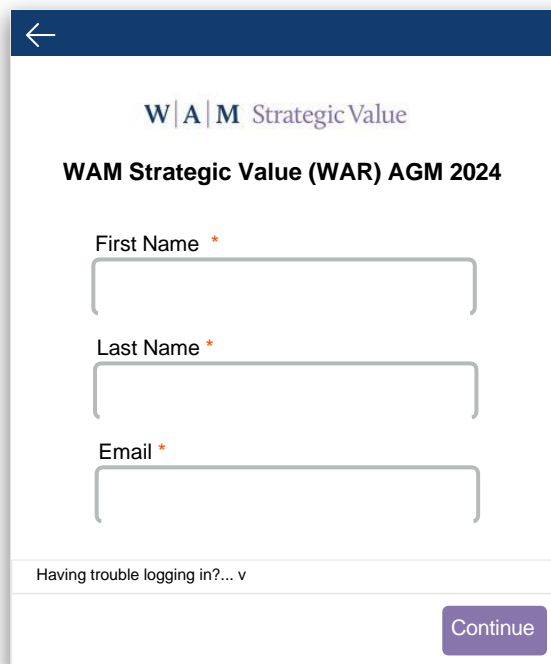 W|A|M Strategic Value
WAM Strategic Value (WAR) AGM 2024
First Name *
Last Name *
Email *
Having trouble logging in?... v
Continue